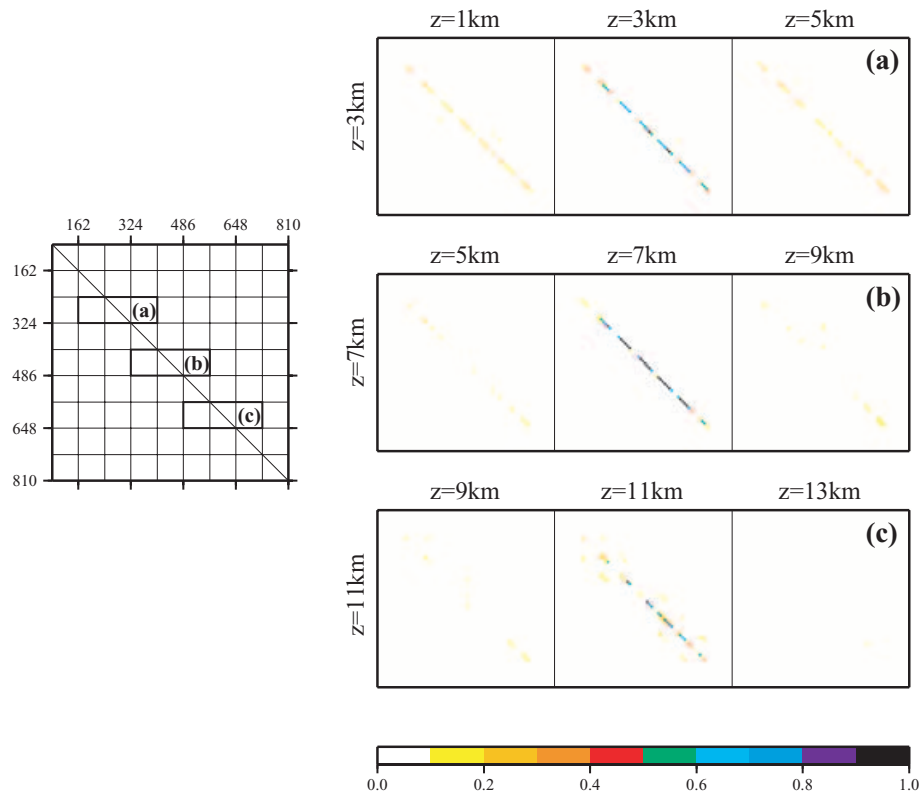 162 324 486 648 810
162
324
486
648
810
(a)
(b)
(c)
z=1km z=3km z=5km
z=3km
(a)
z=5km z=7km z=9km
z=7km
(b)
z=9km z=11km z=13km
z=11km
(c)
0.0 0.2 0.4 0.6 0.8 1.0